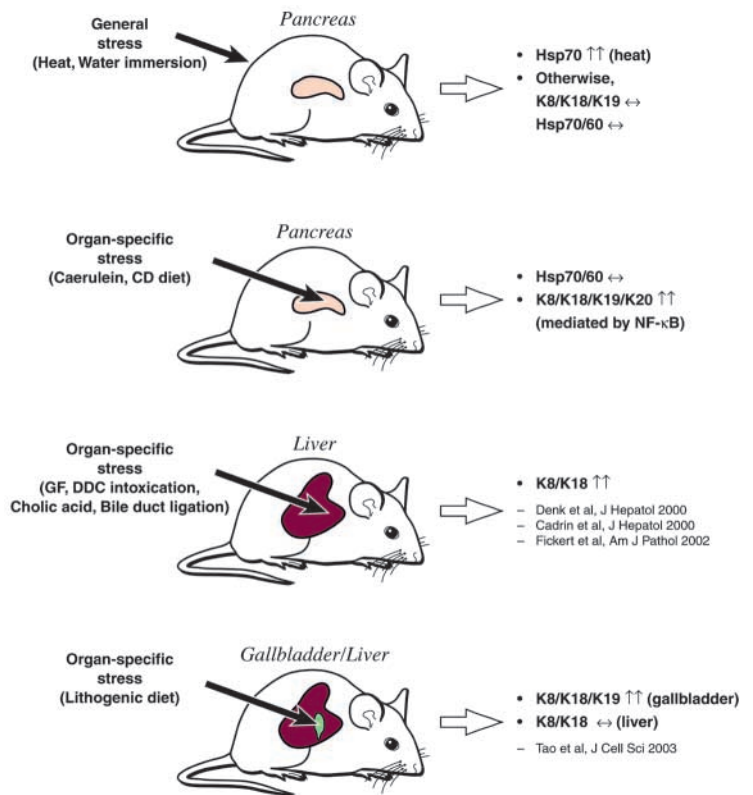 General
stress
(Heat, Water immersion)
Pancreas
• Hsp70 ⇈ (heat)
• Otherwise,
K8/K18/K19 ↔
Hsp70/60 ↔
Organ-specific
stress
(Caerulein, CD diet)
Pancreas
• Hsp70/60 ↔
• K8/K18/K19/K20 ⇈
(mediated by NF-κB)
Organ-specific
stress
(GF, DDC intoxication,
Cholic acid, Bile duct ligation)
Liver
• K8/K18 ⇈
– Denk et al, J Hepatol 2000
– Cadrin et al, J Hepatol 2000
– Fickert et al, Am J Pathol 2002
Organ-specific
stress
(Lithogenic diet)
Gallbladder/Liver
• K8/K18/K19 ⇈ (gallbladder)
• K8/K18 ↔ (liver)
– Tao et al, J Cell Sci 2003